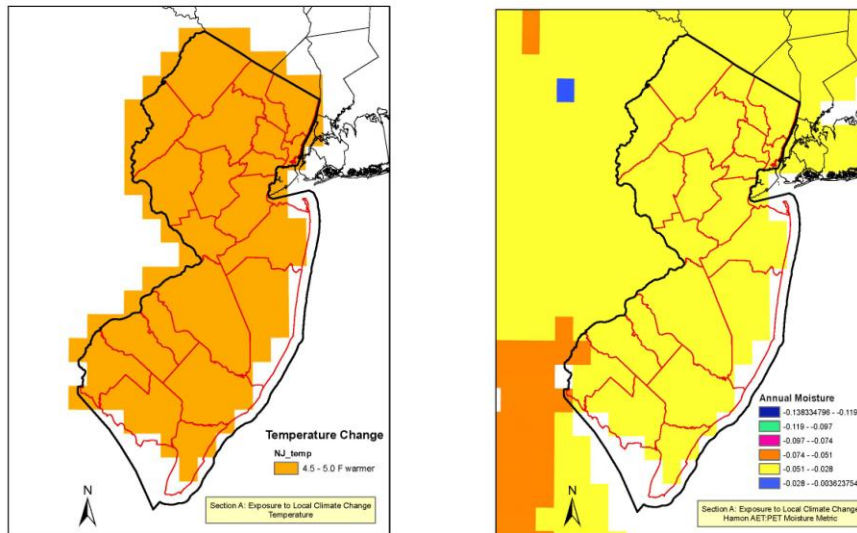 Temperature Change
NJ_temp
4.5 - 5.0 F warmer
N
Section A: Exposure to Local Climate Change
Temperature
Annual Moisture
-0.138334796 - -0.119
-0.119 - -0.097
-0.097 - -0.074
-0.074 - -0.051
-0.051 - -0.028
-0.028 - -0.003623754
N
Section A: Exposure to Local Climate Change
Hamon AET:PET Moisture Metric